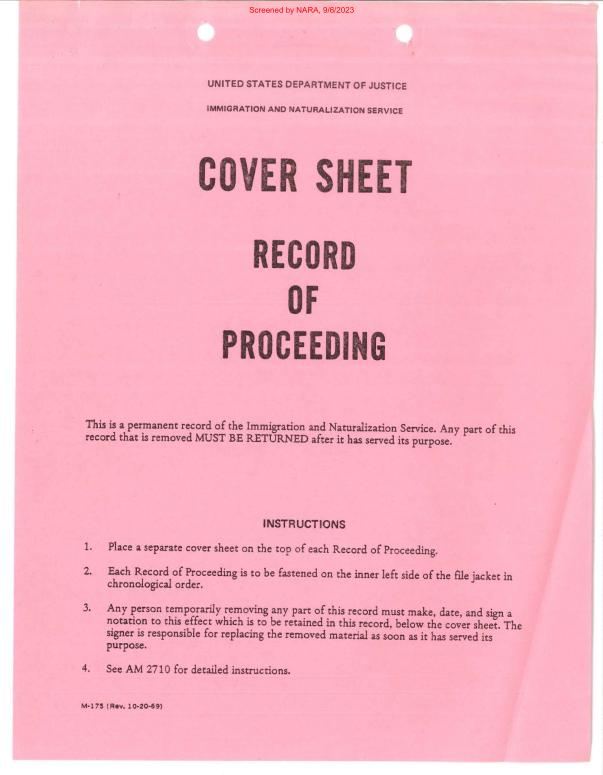 Screened by NARA, 9/6/2023
UNITED STATES DEPARTMENT OF JUSTICE
IMMIGRATION AND NATURALIZATION SERVICE
COVER SHEET
RECORD
OF
PROCEEDING
This is a permanent record of the Immigration and Naturalization Service. Any part of this
record that is removed MUST BE RETURNED after it has served its purpose.
INSTRUCTIONS
1. Place a separate cover sheet on the top of each Record of Proceeding.
2. Each Record of Proceeding is to be fastened on the inner left side of the file jacket in
chronological order.
3. Any person temporarily removing any part of this record must make, date, and sign a
notation to this effect which is to be retained in this record, below the cover sheet. The
signer is responsible for replacing the removed material as soon as it has served its
purpose.
4. See AM 2710 for detailed instructions.
M-175 (Rev. 10-20-69)